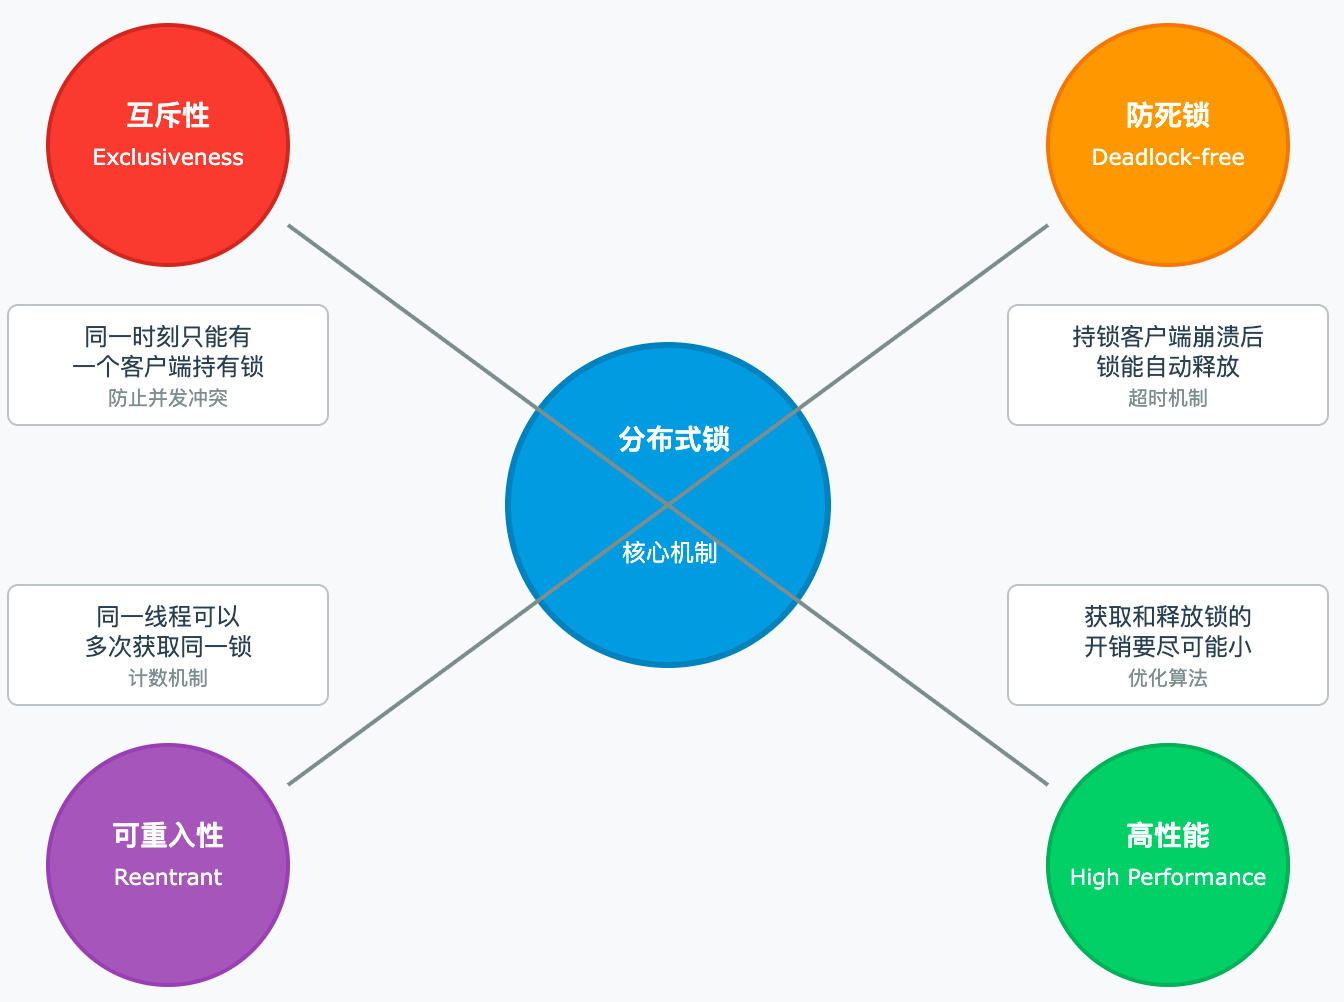 互斥性
Exclusiveness
同一时刻只能有
一个客户端持有锁
防止并发冲突
防死锁
Deadlock-free
持锁客户端崩溃后
锁能自动释放
超时机制
分布式锁
核心机制
同一线程可以
多次获取同一锁
计数机制
可重入性
Reentrant
获取和释放锁的
开销要尽可能小
优化算法
高性能
High Performance